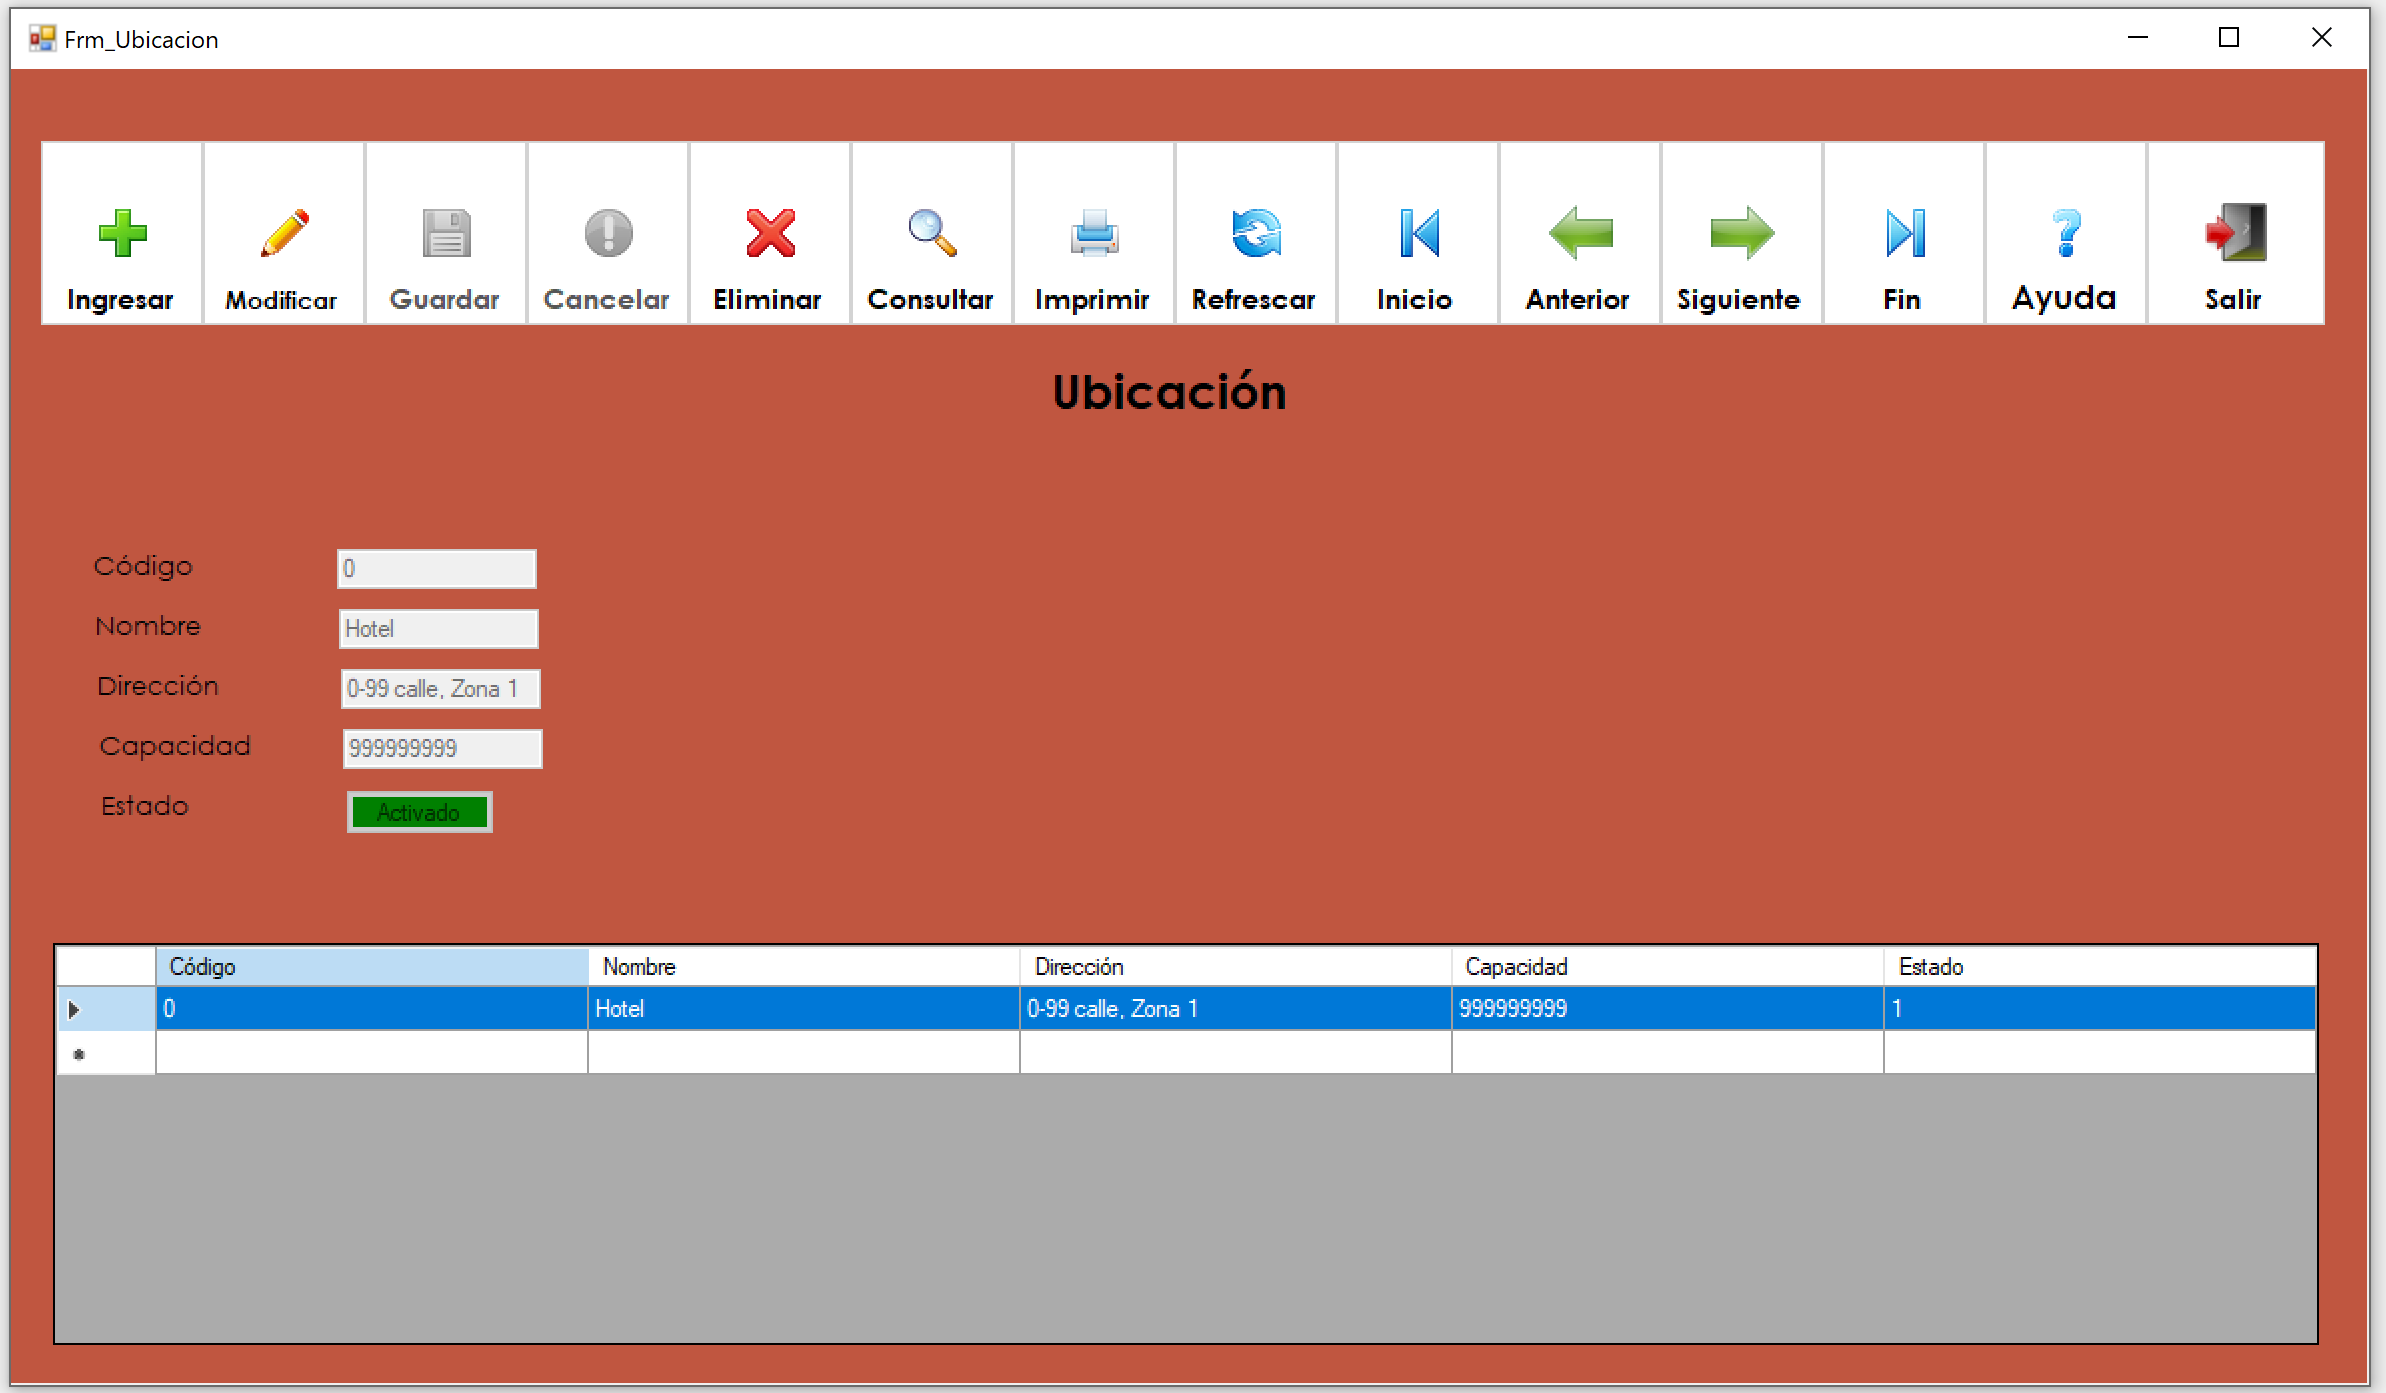 Frm_Ubicacion
Ingresar Modificar Guardar Cancelar Eliminar Consultar Imprimir Refrescar Inicio Anterior Siguiente Fin Ayuda Salir
Ubicación
Código 0
Nombre Hotel
Dirección 0-99 calle, Zona 1
Capacidad 999999999
Estado Activado
Código Nombre Dirección Capacidad Estado
0 Hotel 0-99 calle, Zona 1 999999999 1